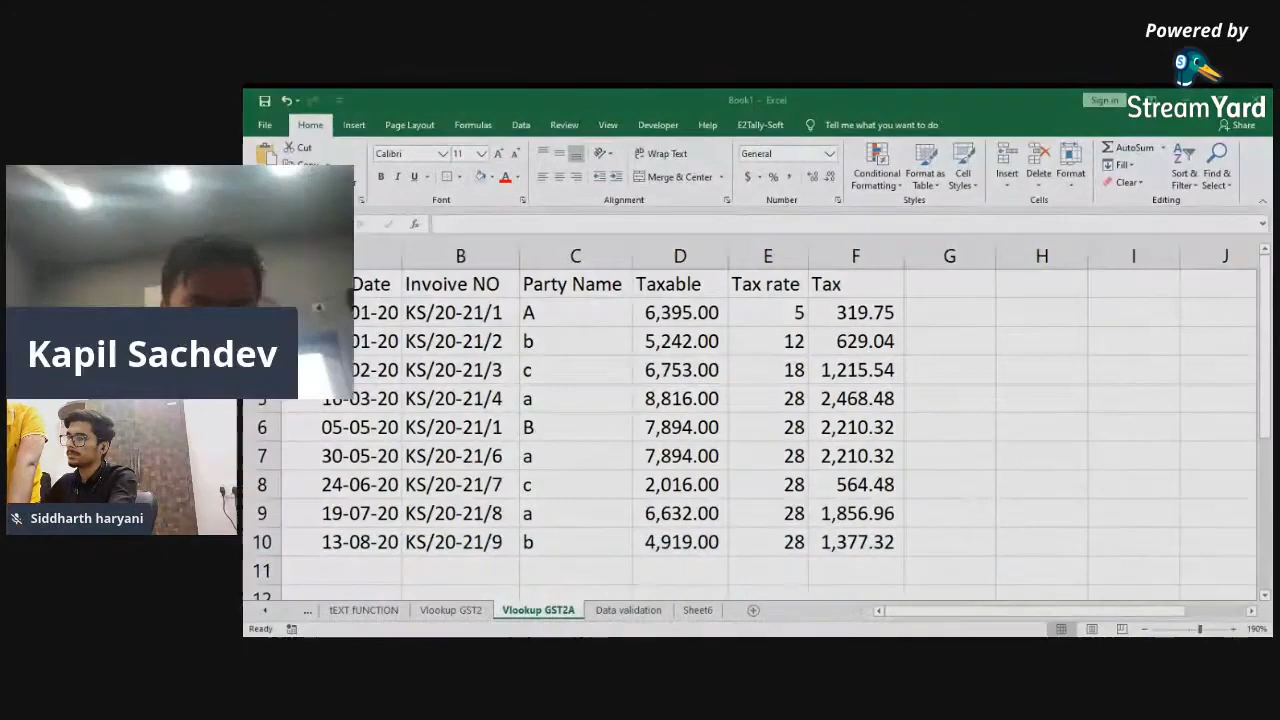 Powered by
StreamYard
Book1 - Excel
Sign in
File Home Insert Page Layout Formulas Data Review View Developer Help E2Tally-Soft Tell me what you want to do Share
Cut
Calibri 11 Wrap Text General AutoSum
Fill
B I U Merge & Center $ % Conditional Formatting Format as Table Cell Styles Insert Delete Format Clear Sort & Filter Find & Select
Font Alignment Number Styles Cells Editing
fx
B C D E F G H I J
Date Invoive NO Party Name Taxable Tax rate Tax
01-20 KS/20-21/1 A 6,395.00 5 319.75
01-20 KS/20-21/2 b 5,242.00 12 629.04
02-20 KS/20-21/3 c 6,753.00 18 1,215.54
-03-20 KS/20-21/4 a 8,816.00 28 2,468.48
6 05-05-20 KS/20-21/1 B 7,894.00 28 2,210.32
7 30-05-20 KS/20-21/6 a 7,894.00 28 2,210.32
8 24-06-20 KS/20-21/7 c 2,016.00 28 564.48
9 19-07-20 KS/20-21/8 a 6,632.00 28 1,856.96
10 13-08-20 KS/20-21/9 b 4,919.00 28 1,377.32
11
12
... tEXT FUNCTION Vlookup GST2 Vlookup GST2A Data validation Sheet6
Ready 190%
Kapil Sachdev
Siddharth haryani